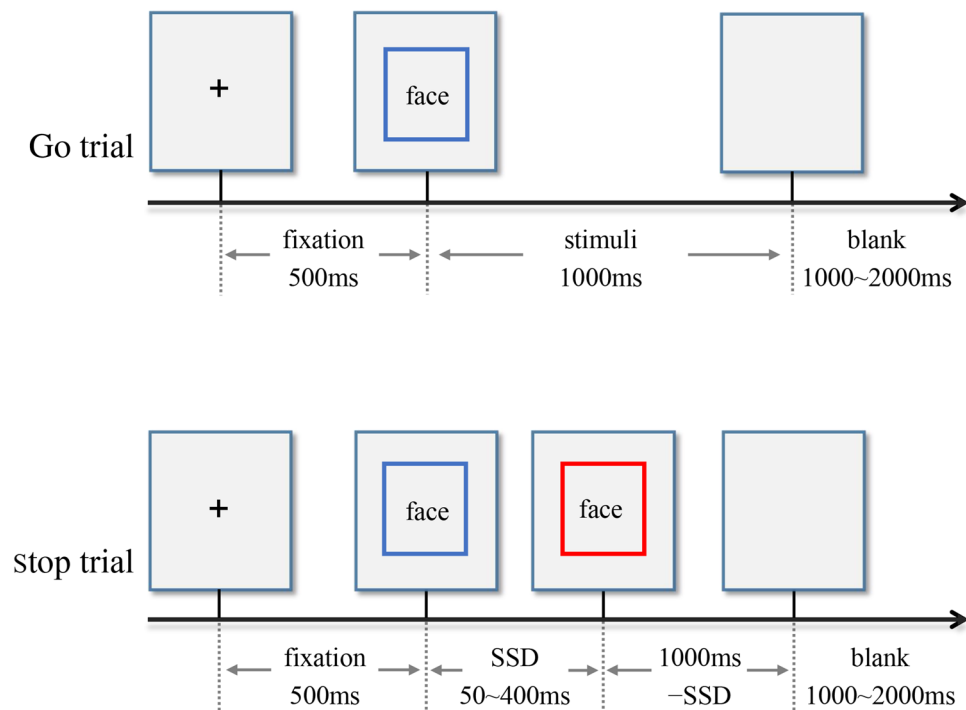 +
face
Go trial
fixation
stimuli
blank
500ms
1000ms
1000~2000ms
+
face
face
Stop trial
fixation
SSD
1000ms
blank
500ms
50~400ms
−SSD
1000~2000ms